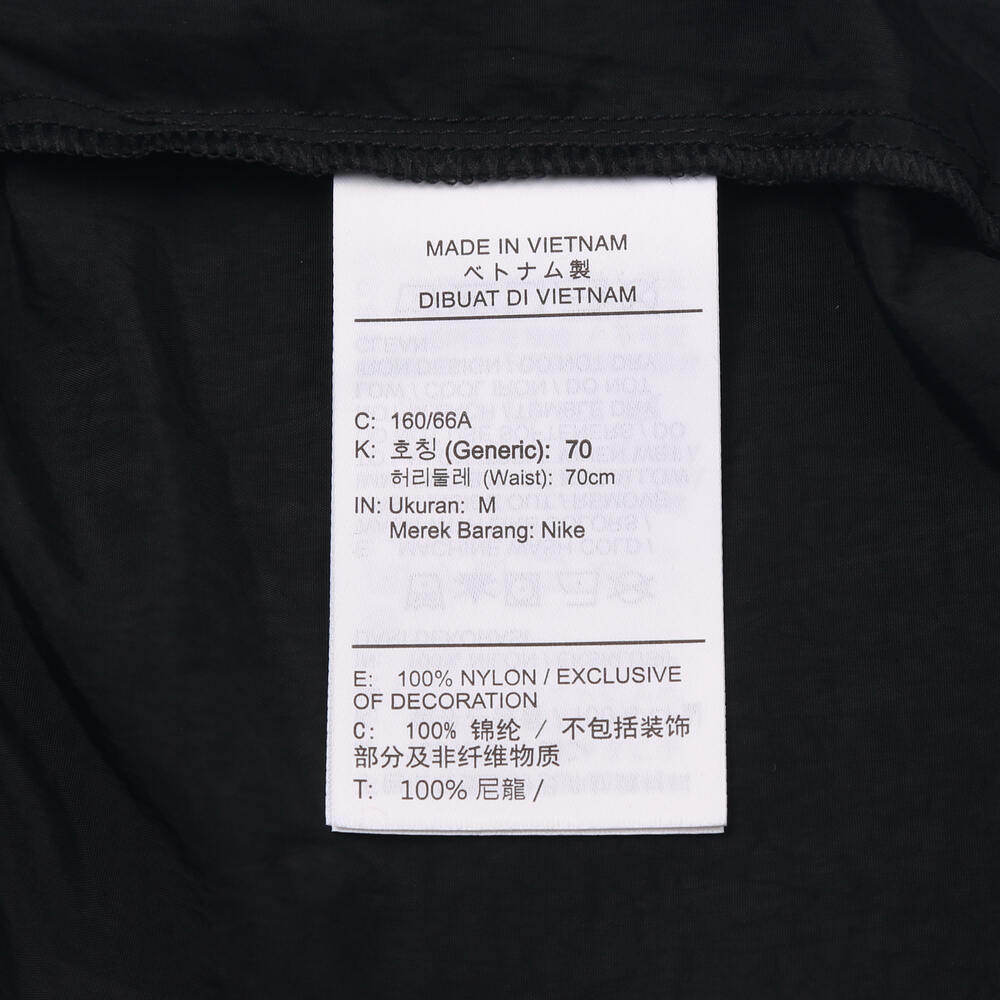 MADE IN VIETNAM
ベトナム製
DIBUAT DI VIETNAM
C: 160/66A
K: 호칭 (Generic): 70
허리둘레 (Waist): 70cm
IN: Ukuran: M
Merek Barang: Nike
E: 100% NYLON / EXCLUSIVE
OF DECORATION
C: 100% 锦纶 / 不包括装饰
部分及非纤维物质
T: 100% 尼龍 /